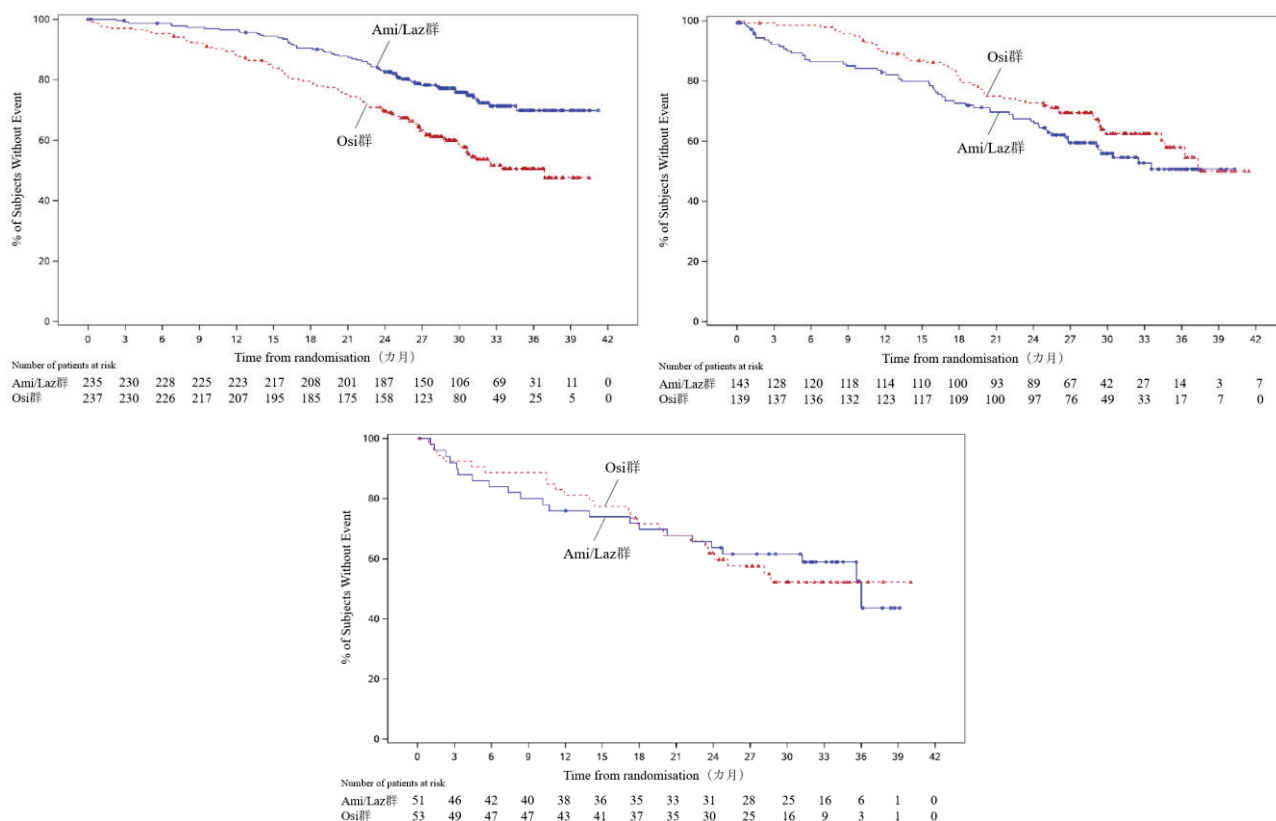 % of Subjects Without Event
100
80
60
40
20
0
Ami/Laz群
Osi群
0 3 6 9 12 15 18 21 24 27 30 33 36 39 42
Time from randomisation（カ月）
Number of patients at risk
Ami/Laz群 235 230 228 225 223 217 208 201 187 150 106 69 31 11 0
Osi群 237 230 226 217 207 195 185 175 158 123 80 49 25 5 0
% of Subjects Without Event
100
80
60
40
20
0
Osi群
Ami/Laz群
0 3 6 9 12 15 18 21 24 27 30 33 36 39 42
Time from randomisation（カ月）
Number of patients at risk
Ami/Laz群 143 128 120 118 114 110 100 93 89 67 42 27 14 3 7
Osi群 139 137 136 132 123 117 109 100 97 76 49 33 17 7 0
% of Subjects Without Event
100
80
60
40
20
0
Osi群
Ami/Laz群
0 3 6 9 12 15 18 21 24 27 30 33 36 39 42
Time from randomisation（カ月）
Number of patients at risk
Ami/Laz群 51 46 42 40 38 36 35 33 31 28 25 16 6 1 0
Osi群 53 49 47 47 43 41 37 35 30 25 16 9 3 1 0